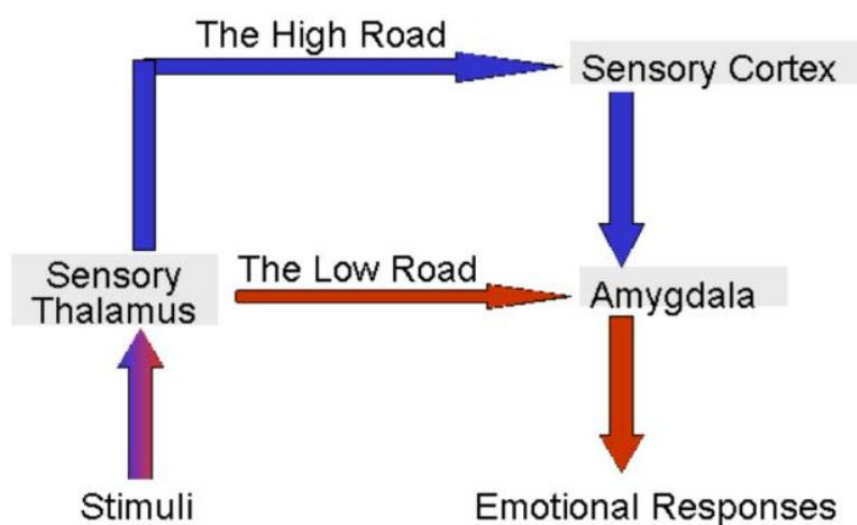 The High Road
Sensory Cortex
Sensory
Thalamus
The Low Road
Amygdala
Stimuli
Emotional Responses